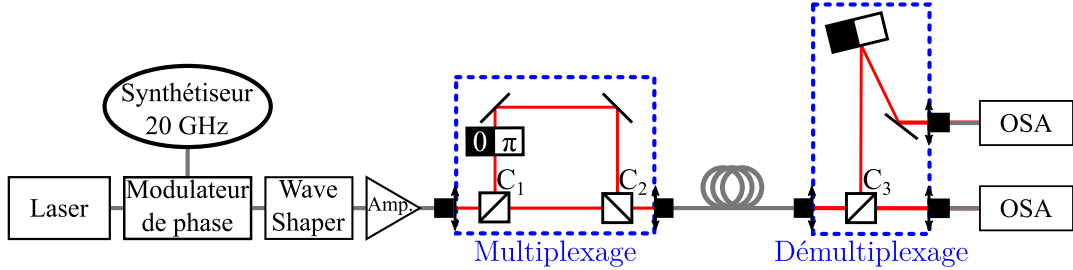 Synthétiseur
20 GHz
Laser
Modulateur
de phase
Wave
Shaper
Amp.
0 π
C1
C2
Multiplexage
C3
Démultiplexage
OSA
OSA